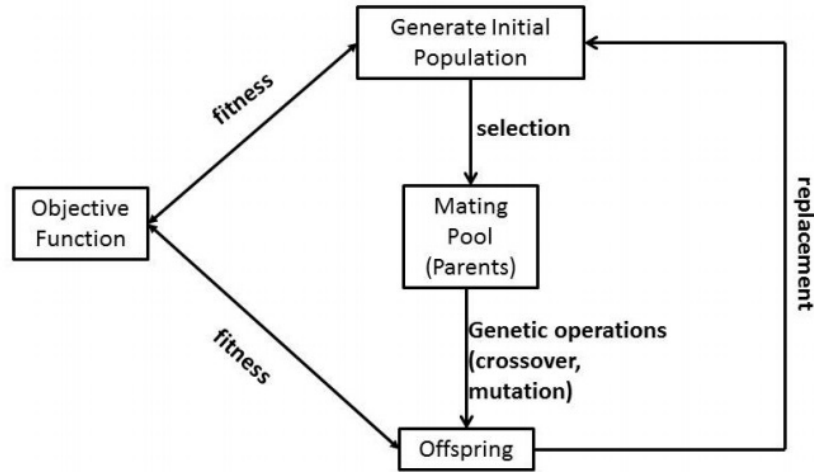 Generate Initial
Population
fitness
selection
Objective
Function
Mating
Pool
(Parents)
replacement
Genetic operations
(crossover,
mutation)
fitness
Offspring